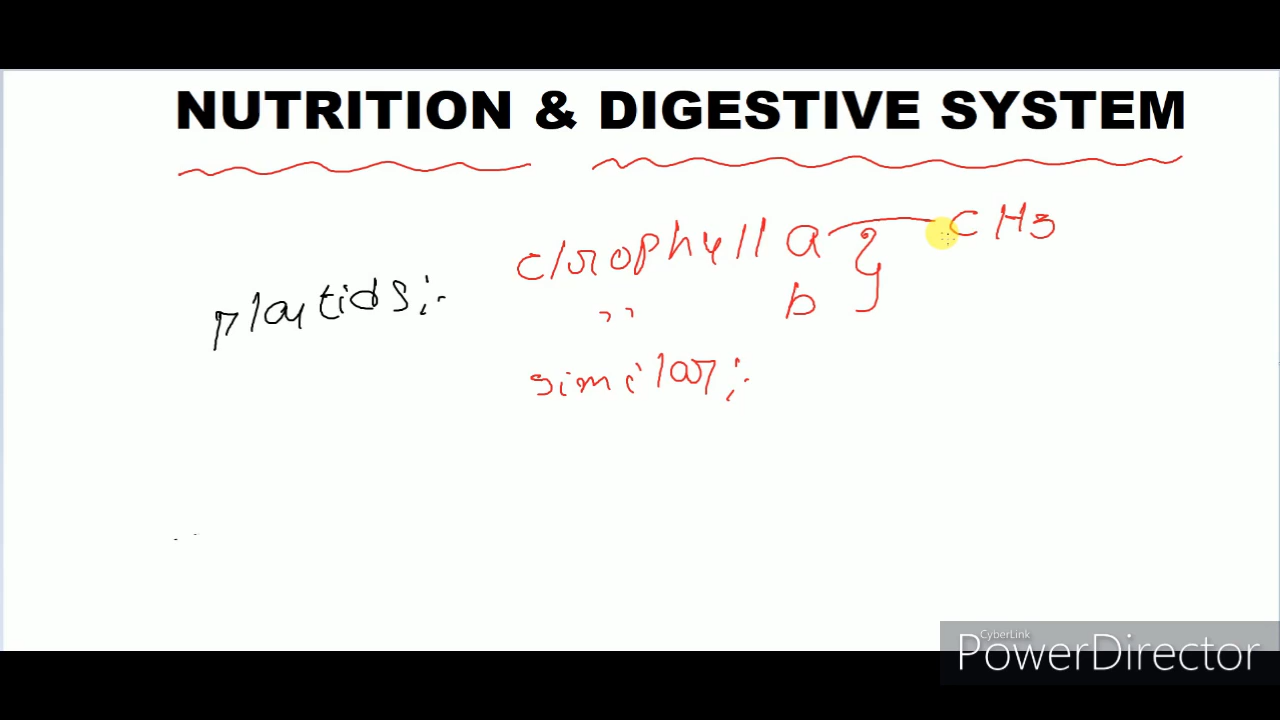 NUTRITION & DIGESTIVE SYSTEM
clorophyll a } CH3
plastids:-
" b
similar:-
CyberLink
PowerDirector